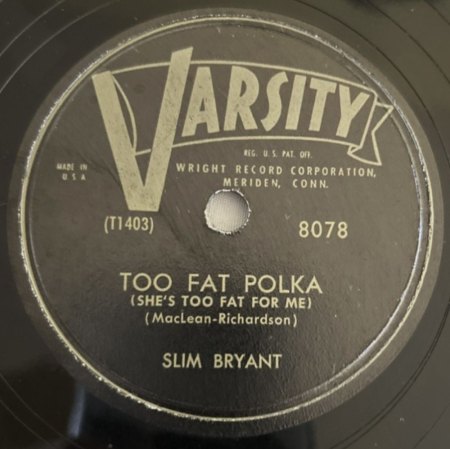 VARSITY
REG. U.S. PAT. OFF.
MADE IN
U.S.A
WRIGHT RECORD CORPORATION,
MERIDEN, CONN.
(T1403)
8078
TOO FAT POLKA
(SHE'S TOO FAT FOR ME)
(MacLean-Richardson)
SLIM BRYANT